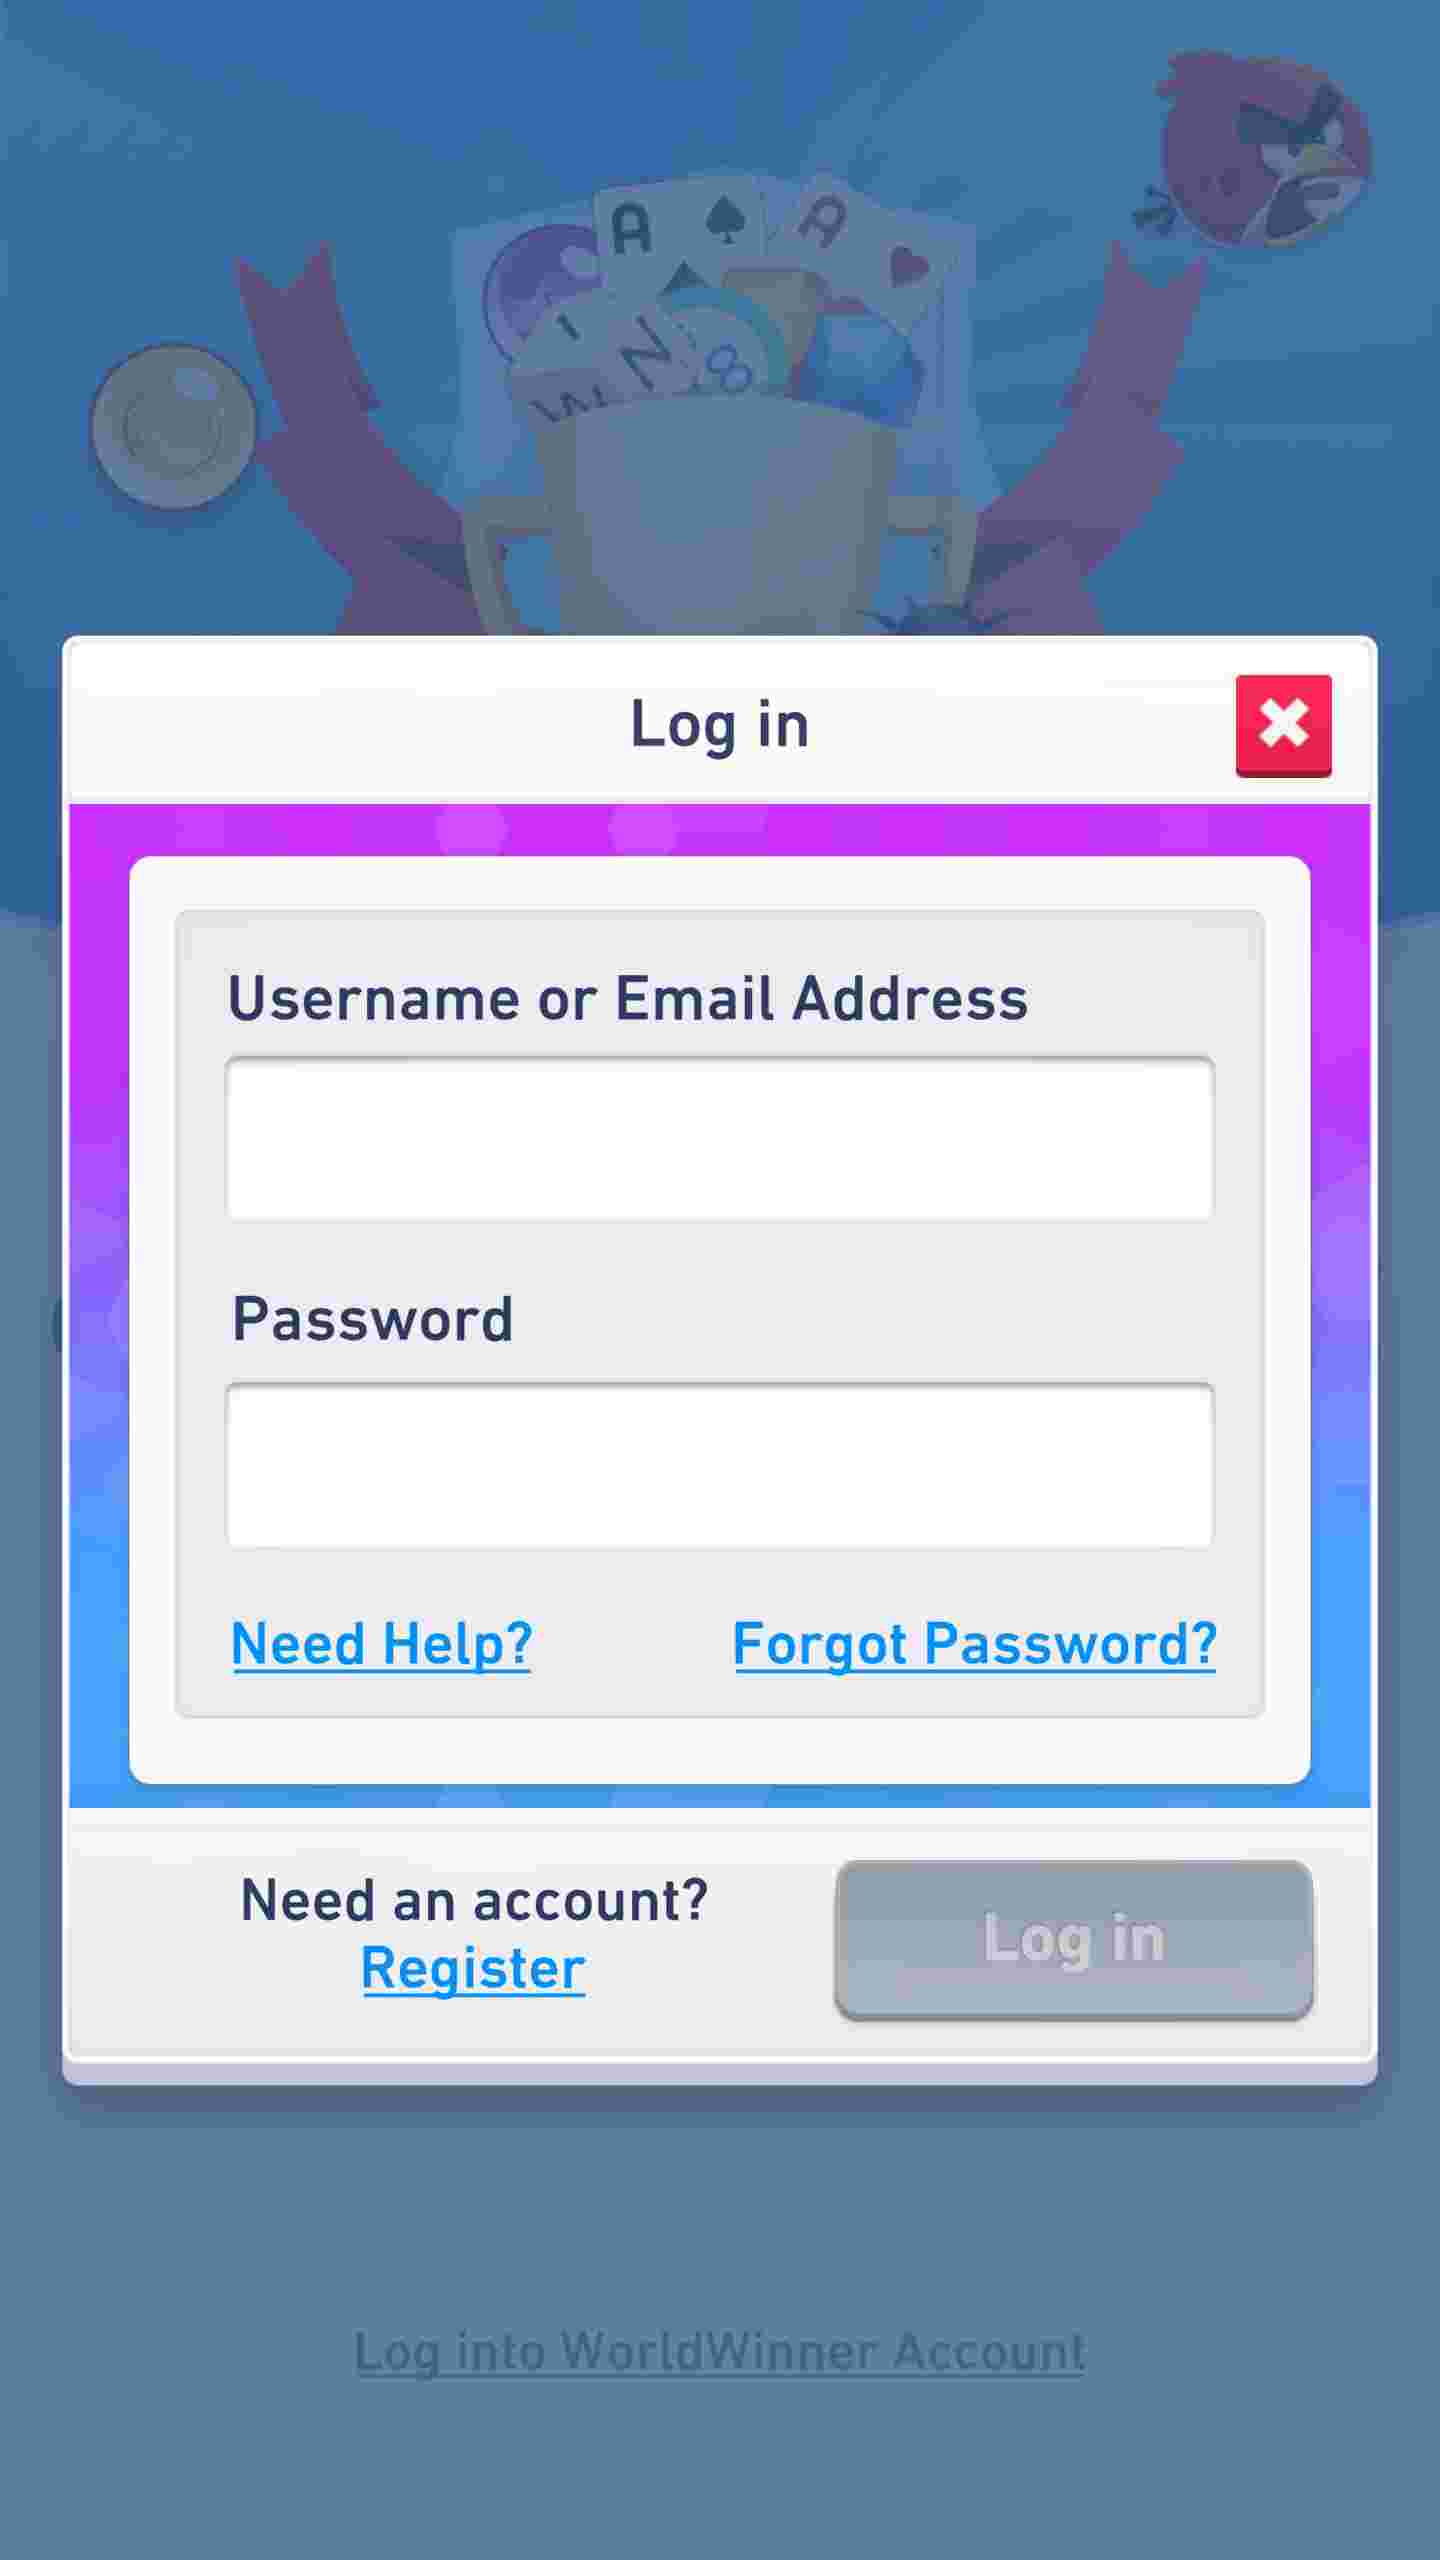 A A
I
W N 8
Log in
Username or Email Address
Password
Need Help? Forgot Password?
Need an account?
Register
Log in
Log into WorldWinner Account